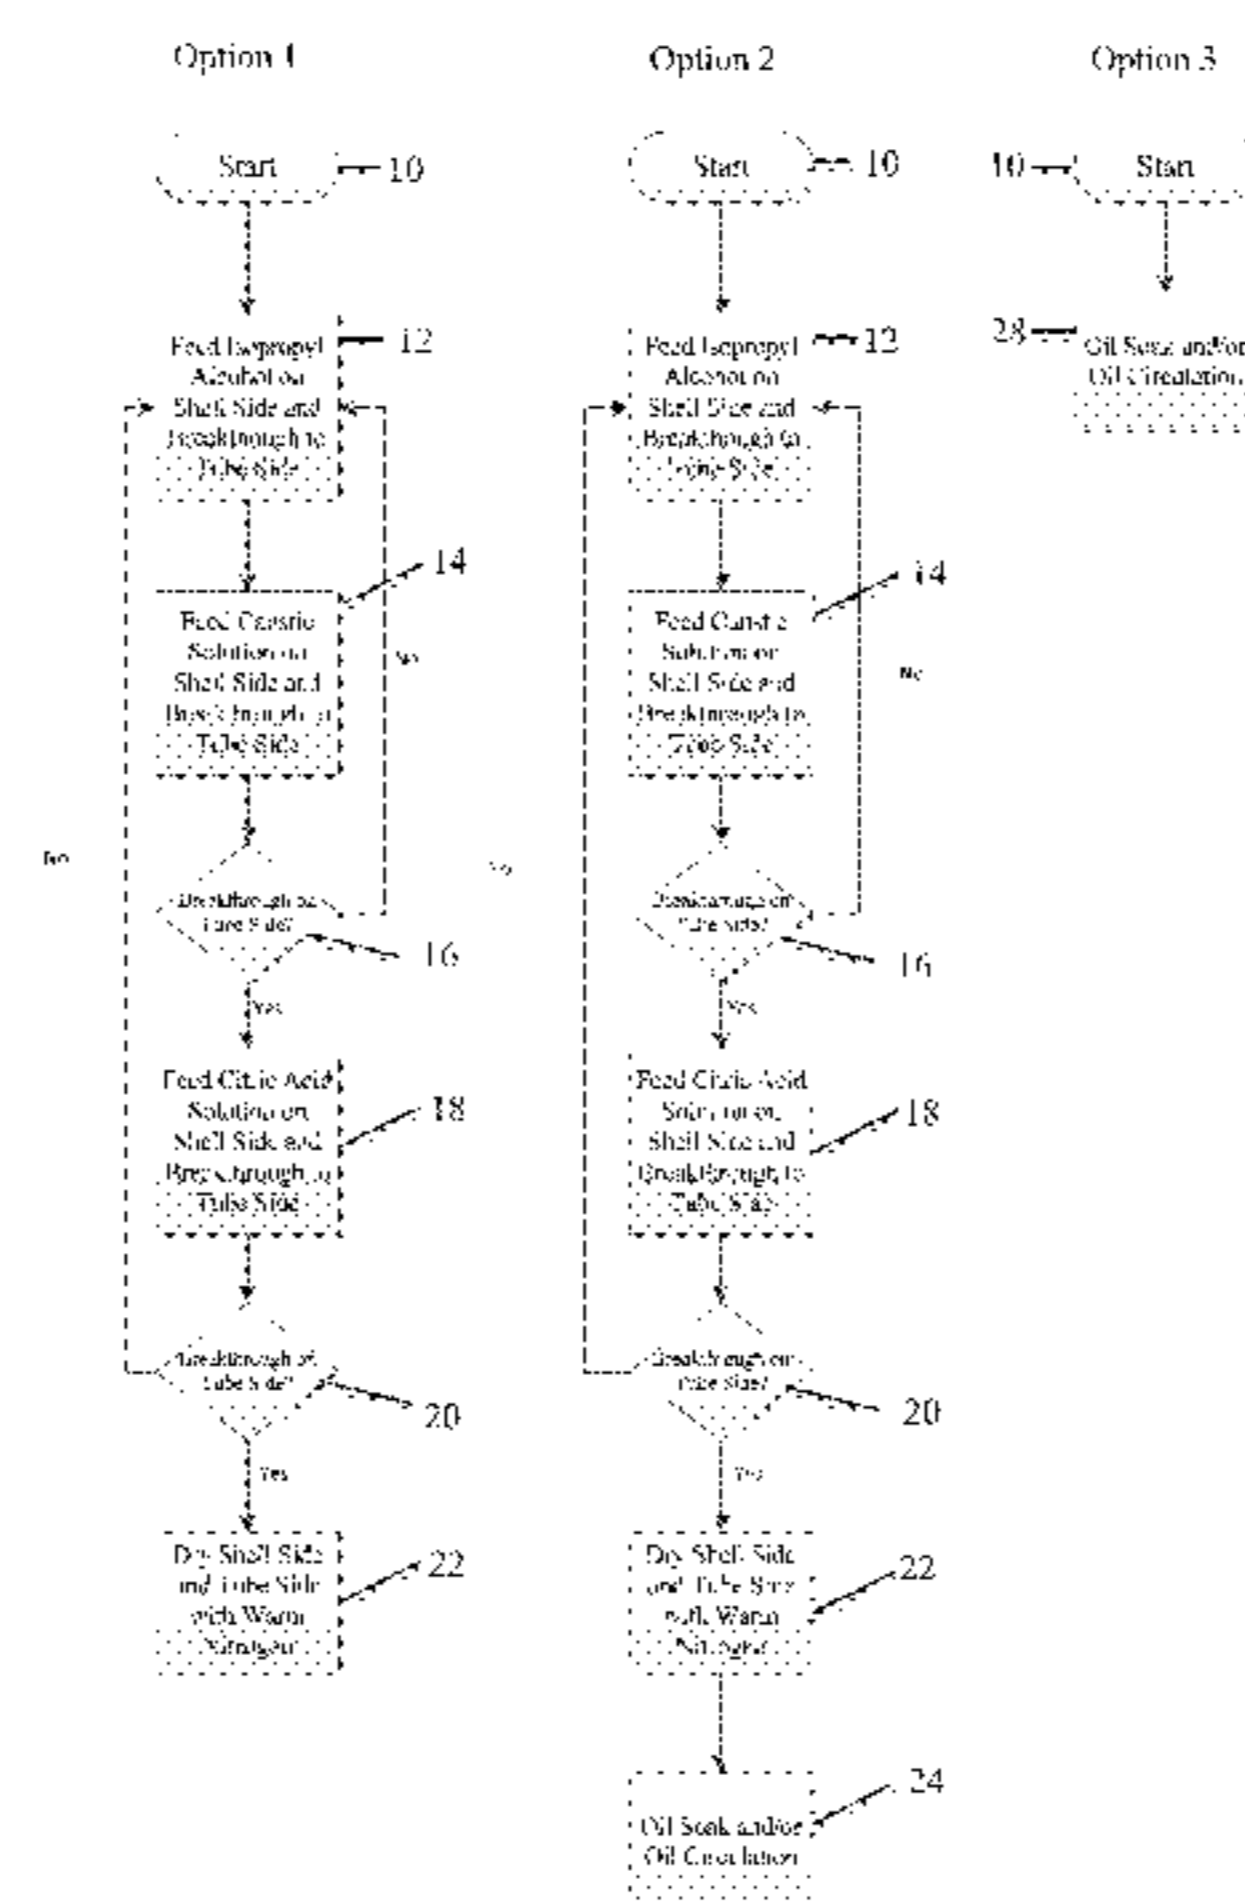 Option 1
Start
10
Feed Isopropyl
Alcohol on
Shell Side and
Breakthrough to
Tube Side
12
Feed Caustic
Solution on
Shell Side and
Breakthrough to
Tube Side
14
No
Breakthrough on
Tube Side?
16
Yes
Feed Citric Acid
Solution on
Shell Side and
Breakthrough to
Tube Side
18
No
Breakthrough on
Tube Side?
20
Yes
Dry Shell Side
and Tube Side
with Warm
Nitrogen
22
Option 2
Start
10
Feed Isopropyl
Alcohol on
Shell Side and
Breakthrough to
Tube Side
12
Feed Caustic
Solution on
Shell Side and
Breakthrough to
Tube Side
14
No
Breakthrough on
Tube Side?
16
Yes
Feed Citric Acid
Solution on
Shell Side and
Breakthrough to
Tube Side
18
No
Breakthrough on
Tube Side?
20
Yes
Dry Shell Side
and Tube Side
with Warm
Nitrogen
22
Oil Soak and/or
Oil Circulation
24
Option 3
10
Start
28
Oil Soak and/or
Oil Circulation